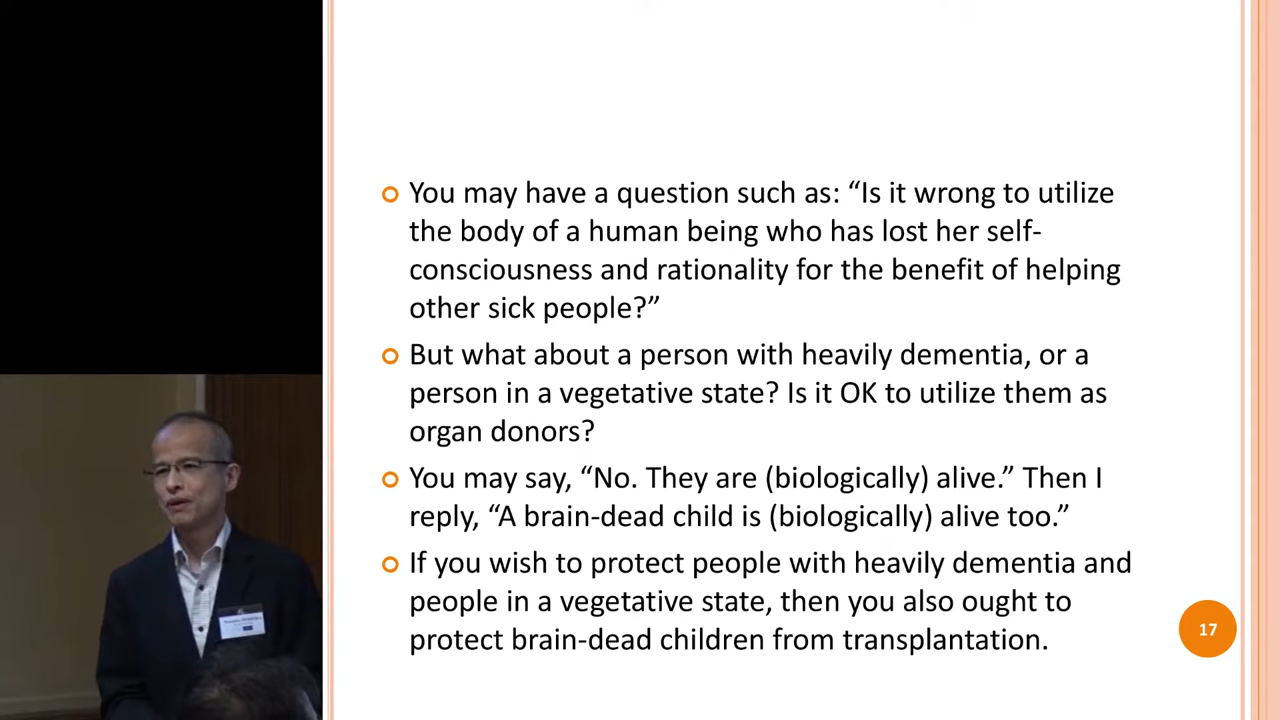 You may have a question such as: “Is it wrong to utilize
the body of a human being who has lost her self-
consciousness and rationality for the benefit of helping
other sick people?”
But what about a person with heavily dementia, or a
person in a vegetative state? Is it OK to utilize them as
organ donors?
You may say, “No. They are (biologically) alive.” Then I
reply, “A brain-dead child is (biologically) alive too.”
If you wish to protect people with heavily dementia and
people in a vegetative state, then you also ought to
protect brain-dead children from transplantation.
17